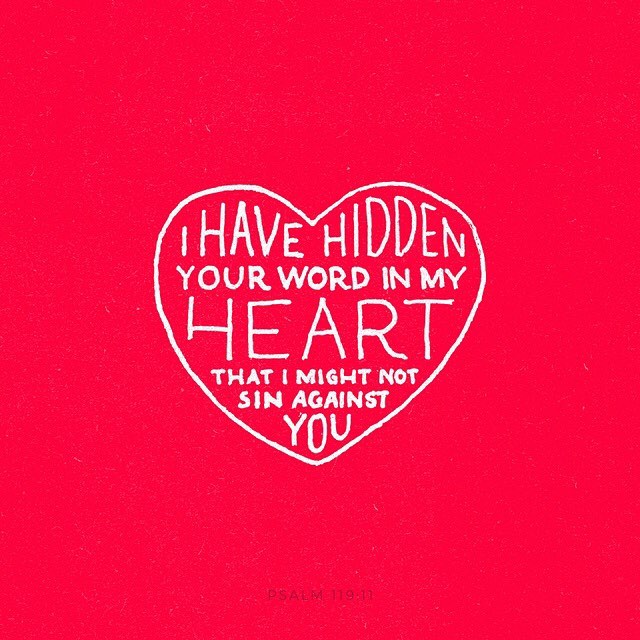 I HAVE HIDDEN
YOUR WORD IN MY
HEART
THAT I MIGHT NOT
SIN AGAINST
YOU
PSALM 119:11